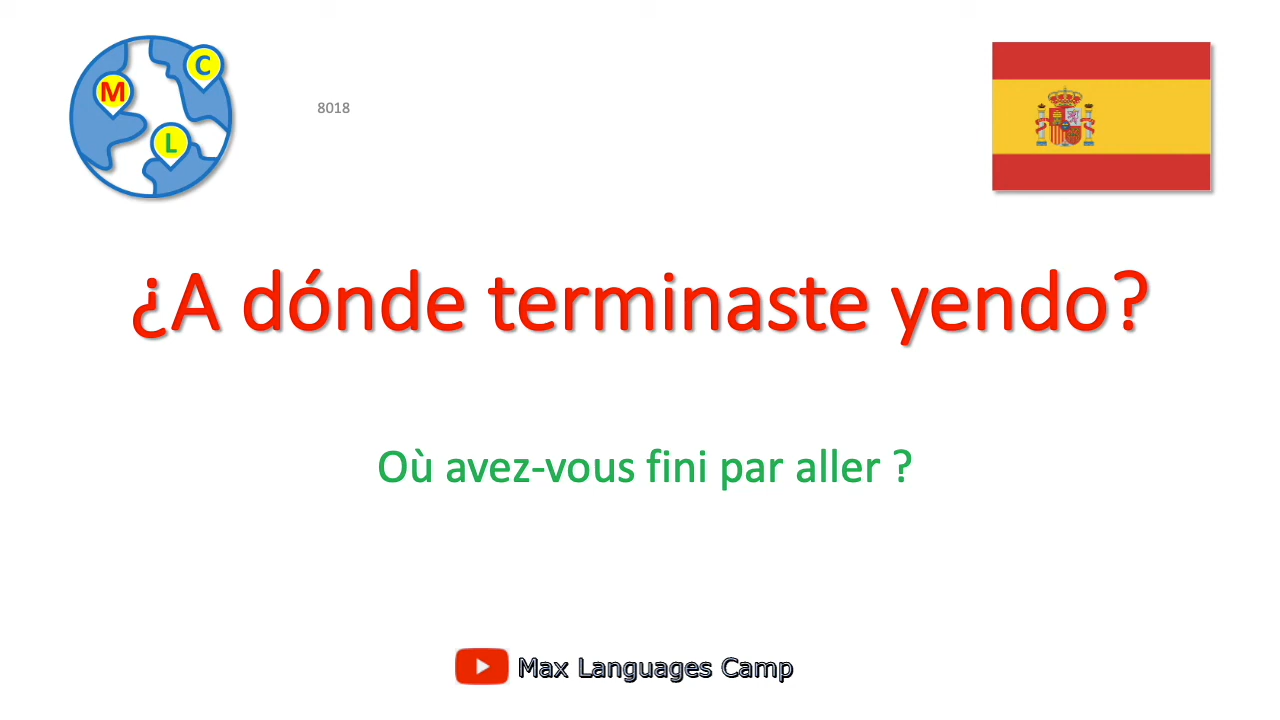 M
C
L
8018
¿A dónde terminaste yendo?
Où avez-vous fini par aller ?
Max Languages Camp